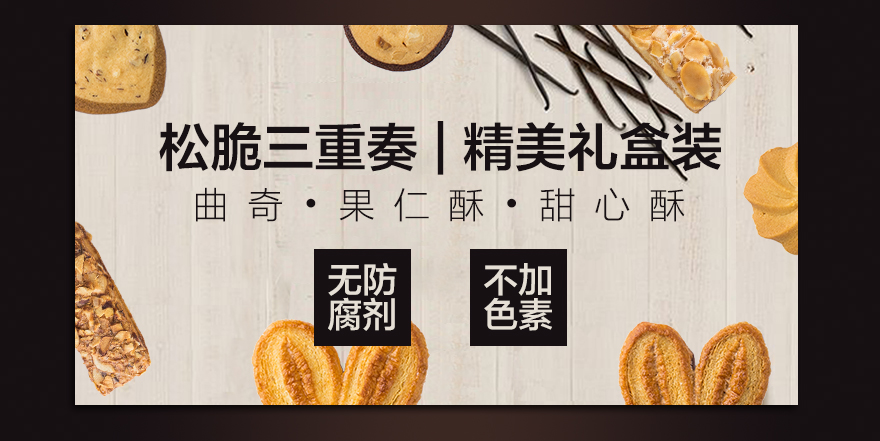 松脆三重奏|精美礼盒装
曲奇•果仁酥•甜心酥
无防
腐剂
不加
色素